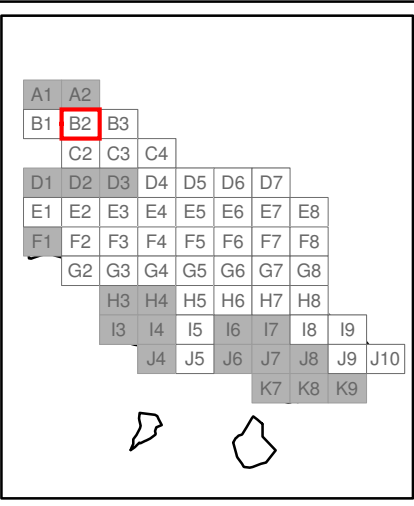 A1 A2
B1 B2 B3
C2 C3 C4
D1 D2 D3 D4 D5 D6 D7
E1 E2 E3 E4 E5 E6 E7 E8
F1 F2 F3 F4 F5 F6 F7 F8
G2 G3 G4 G5 G6 G7 G8
H3 H4 H5 H6 H7 H8
I3 I4 I5 I6 I7 I8 I9
J4 J5 J6 J7 J8 J9 J10
K7 K8 K9